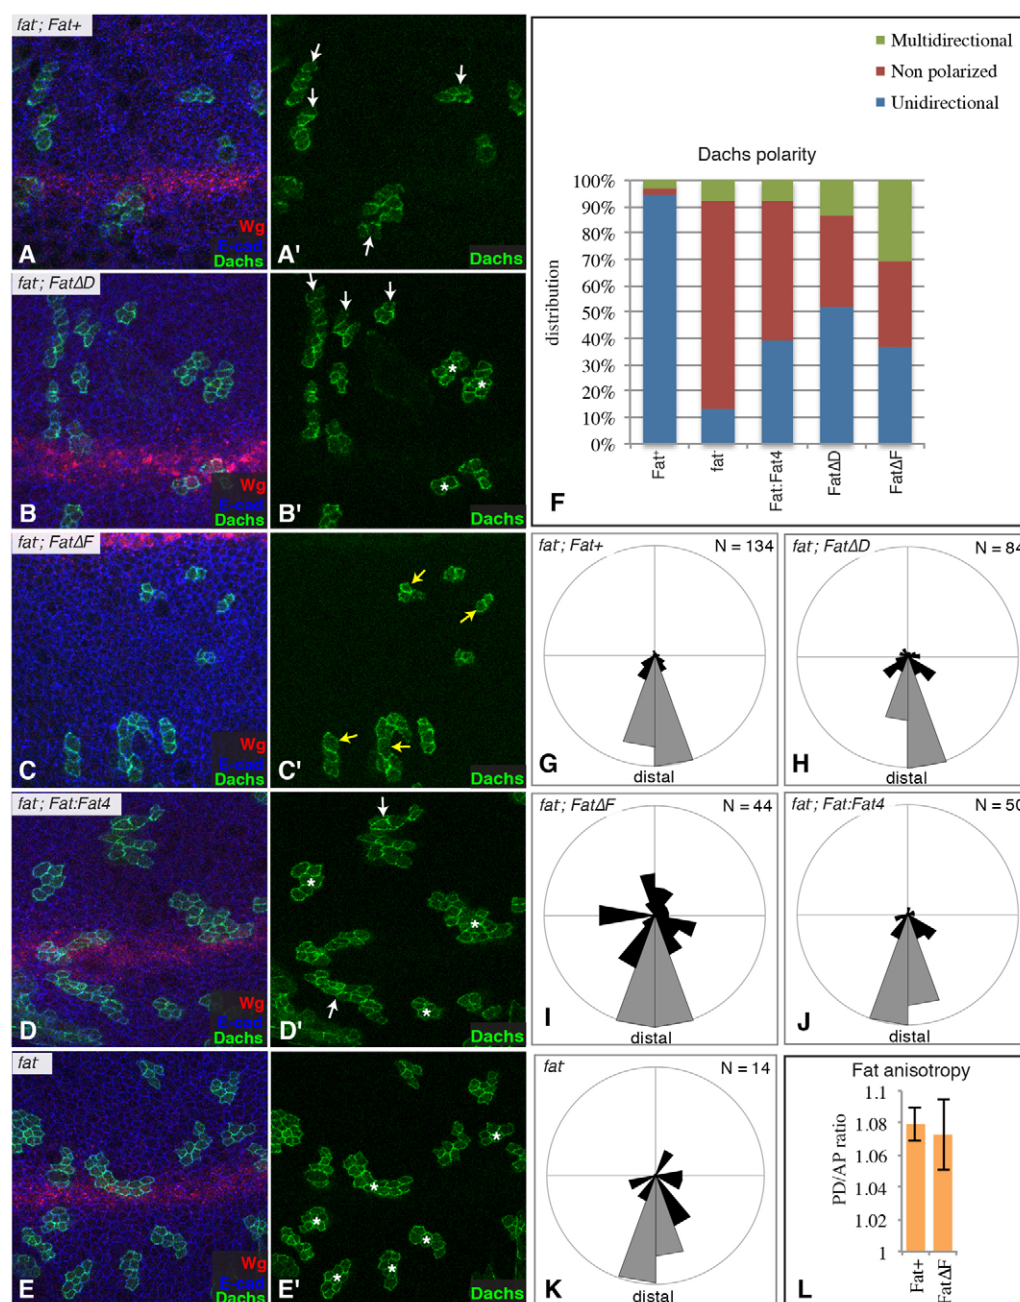 fat-; Fat+
A
Wg
E-cad
Dachs
A'
Dachs
fat-; FatΔD
B
Wg
E-cad
Dachs
B'
*
*
*
Dachs
fat-; FatΔF
C
Wg
E-cad
Dachs
C'
Dachs
fat-; Fat:Fat4
D
Wg
E-cad
Dachs
D'
*
*
*
Dachs
fat-
E
Wg
E-cad
Dachs
E'
*
*
*
*
*
*
Dachs
Multidirectional
Non polarized
Unidirectional
Dachs polarity
distribution
100%
90%
80%
70%
60%
50%
40%
30%
20%
10%
0%
Fat+
fat-
Fat:Fat4
FatΔD
FatΔF
F
fat-; Fat+
N = 134
G
distal
fat-; FatΔD
N = 84
H
distal
fat-; FatΔF
N = 44
I
distal
fat-; Fat:Fat4
N = 50
J
distal
fat-
N = 14
K
distal
Fat anisotropy
PD/AP ratio
1.1
1.08
1.06
1.04
1.02
1
Fat+
FatΔF
L